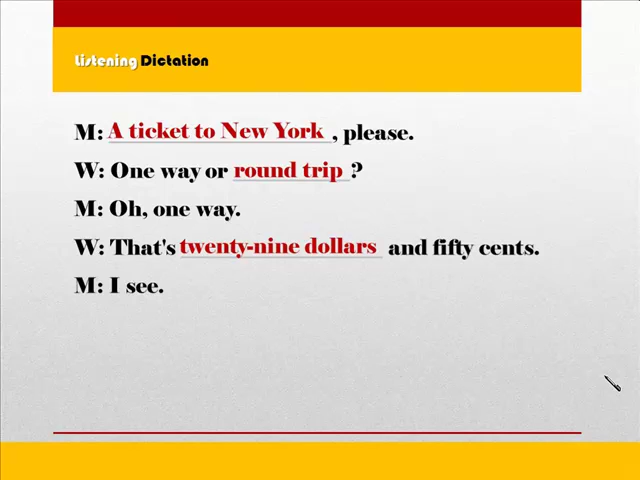 Listening Dictation
M: A ticket to New York, please.
W: One way or round trip?
M: Oh, one way.
W: That's twenty-nine dollars and fifty cents.
M: I see.